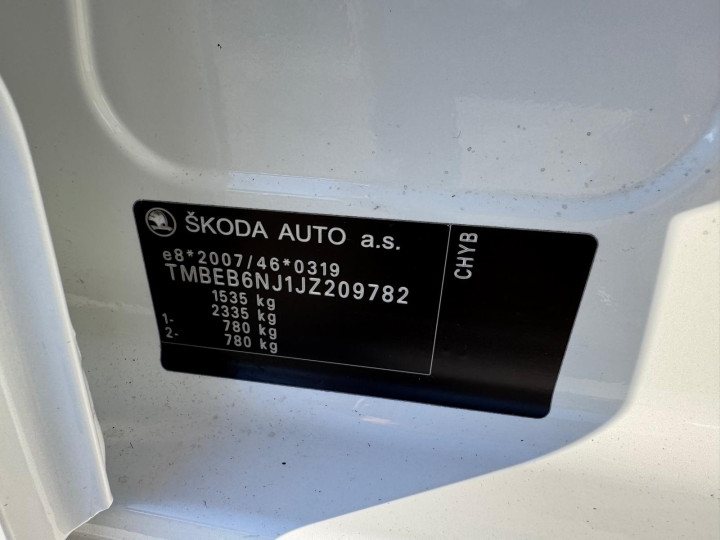 ŠKODA AUTO a.s.
e8*2007/46*0319
TMBEB6NJ1JZ209782
1535 kg
2335 kg
1- 780 kg
2- 780 kg
CHYB